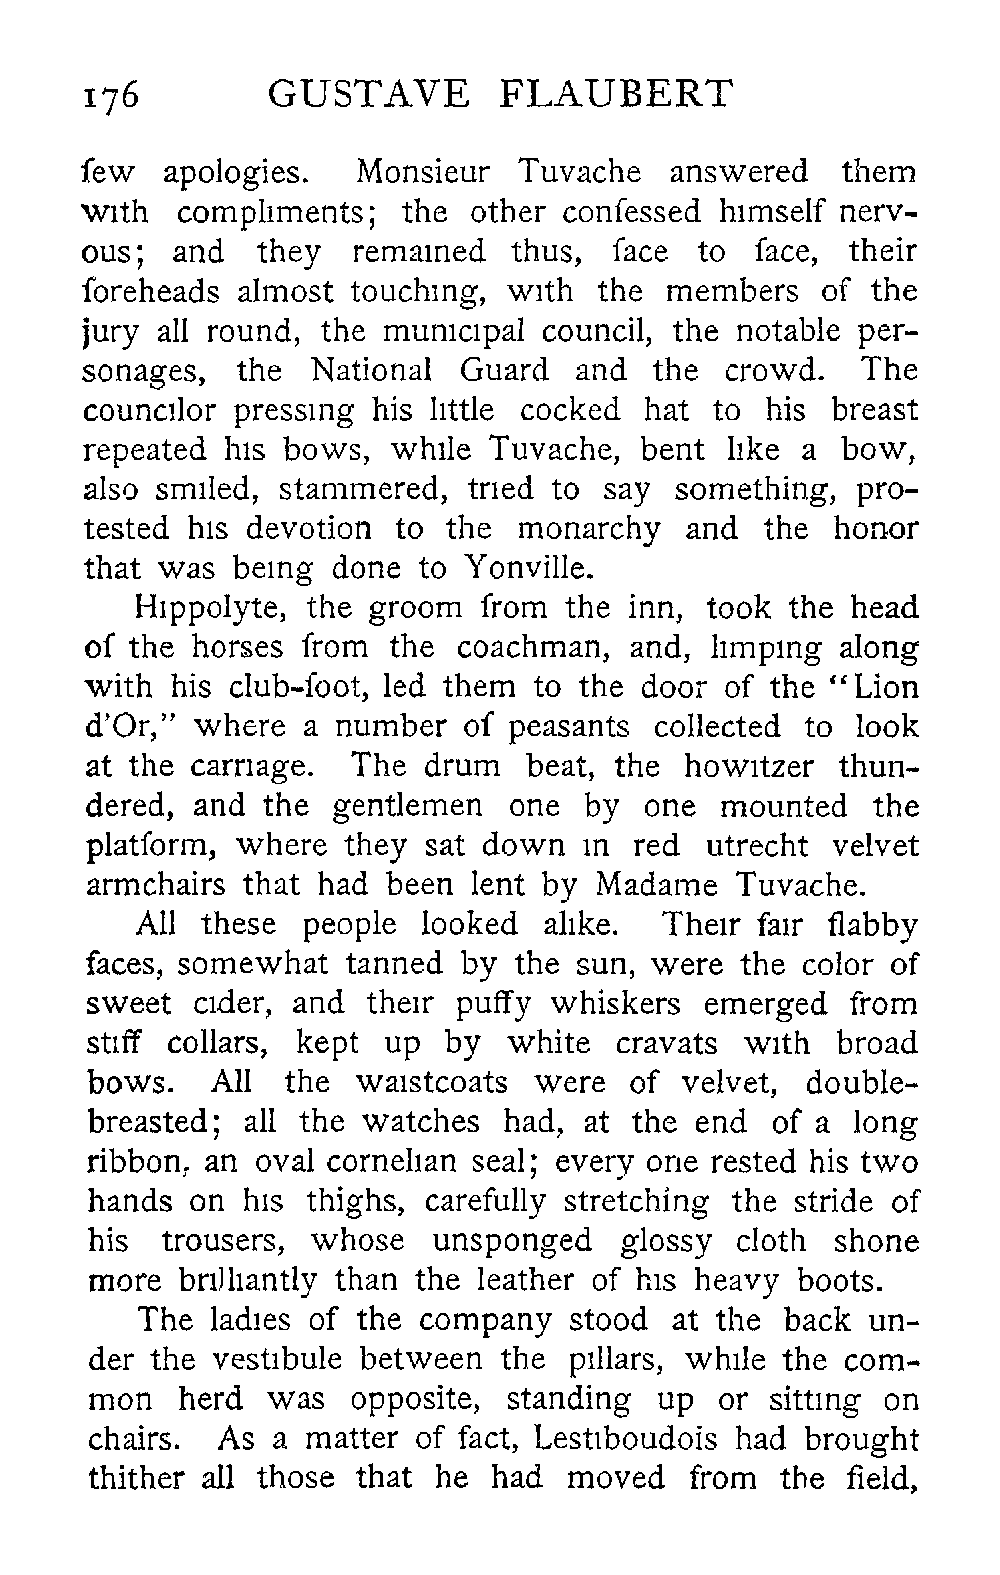 176 GUSTAVE FLAUBERT
few apologies. Monsieur Tuvache answered them
with compliments; the other confessed himself nerv-
ous; and they remained thus, face to face, their
foreheads almost touching, with the members of the
jury all round, the municipal council, the notable per-
sonages, the National Guard and the crowd. The
councilor pressing his little cocked hat to his breast
repeated his bows, while Tuvache, bent like a bow,
also smiled, stammered, tried to say something, pro-
tested his devotion to the monarchy and the honor
that was being done to Yonville.
Hippolyte, the groom from the inn, took the head
of the horses from the coachman, and, limping along
with his club-foot, led them to the door of the "Lion
d'Or," where a number of peasants collected to look
at the carriage. The drum beat, the howitzer thun-
dered, and the gentlemen one by one mounted the
platform, where they sat down in red utrecht velvet
armchairs that had been lent by Madame Tuvache.
All these people looked alike. Their fair flabby
faces, somewhat tanned by the sun, were the color of
sweet cider, and their puffy whiskers emerged from
stiff collars, kept up by white cravats with broad
bows. All the waistcoats were of velvet, double-
breasted; all the watches had, at the end of a long
ribbon, an oval cornelian seal; every one rested his two
hands on his thighs, carefully stretching the stride of
his trousers, whose unsponged glossy cloth shone
more brilliantly than the leather of his heavy boots.
The ladies of the company stood at the back un-
der the vestibule between the pillars, while the com-
mon herd was opposite, standing up or sitting on
chairs. As a matter of fact, Lestiboudois had brought
thither all those that he had moved from the field,